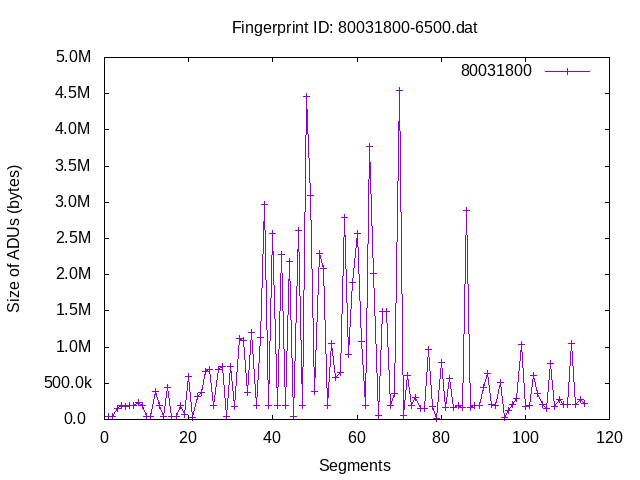 Fingerprint ID: 80031800-6500.dat
80031800
5.0M
4.5M
4.0M
3.5M
3.0M
2.5M
2.0M
1.5M
1.0M
500.0k
0.0
Size of ADUs (bytes)
0 20 40 60 80 100 120
Segments